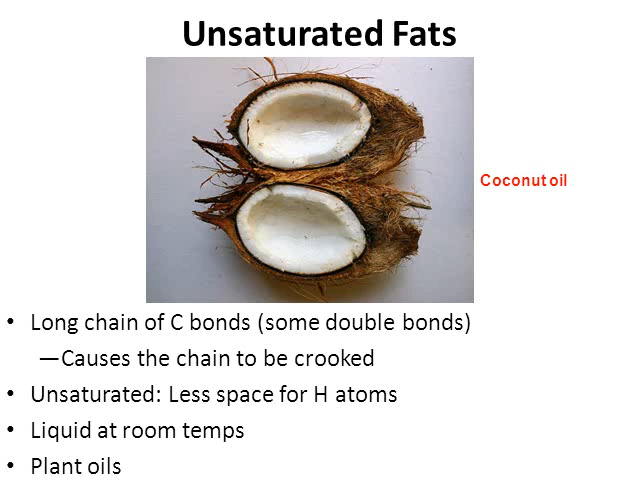 Unsaturated Fats
Coconut oil
• Long chain of C bonds (some double bonds)
—Causes the chain to be crooked
• Unsaturated: Less space for H atoms
• Liquid at room temps
• Plant oils